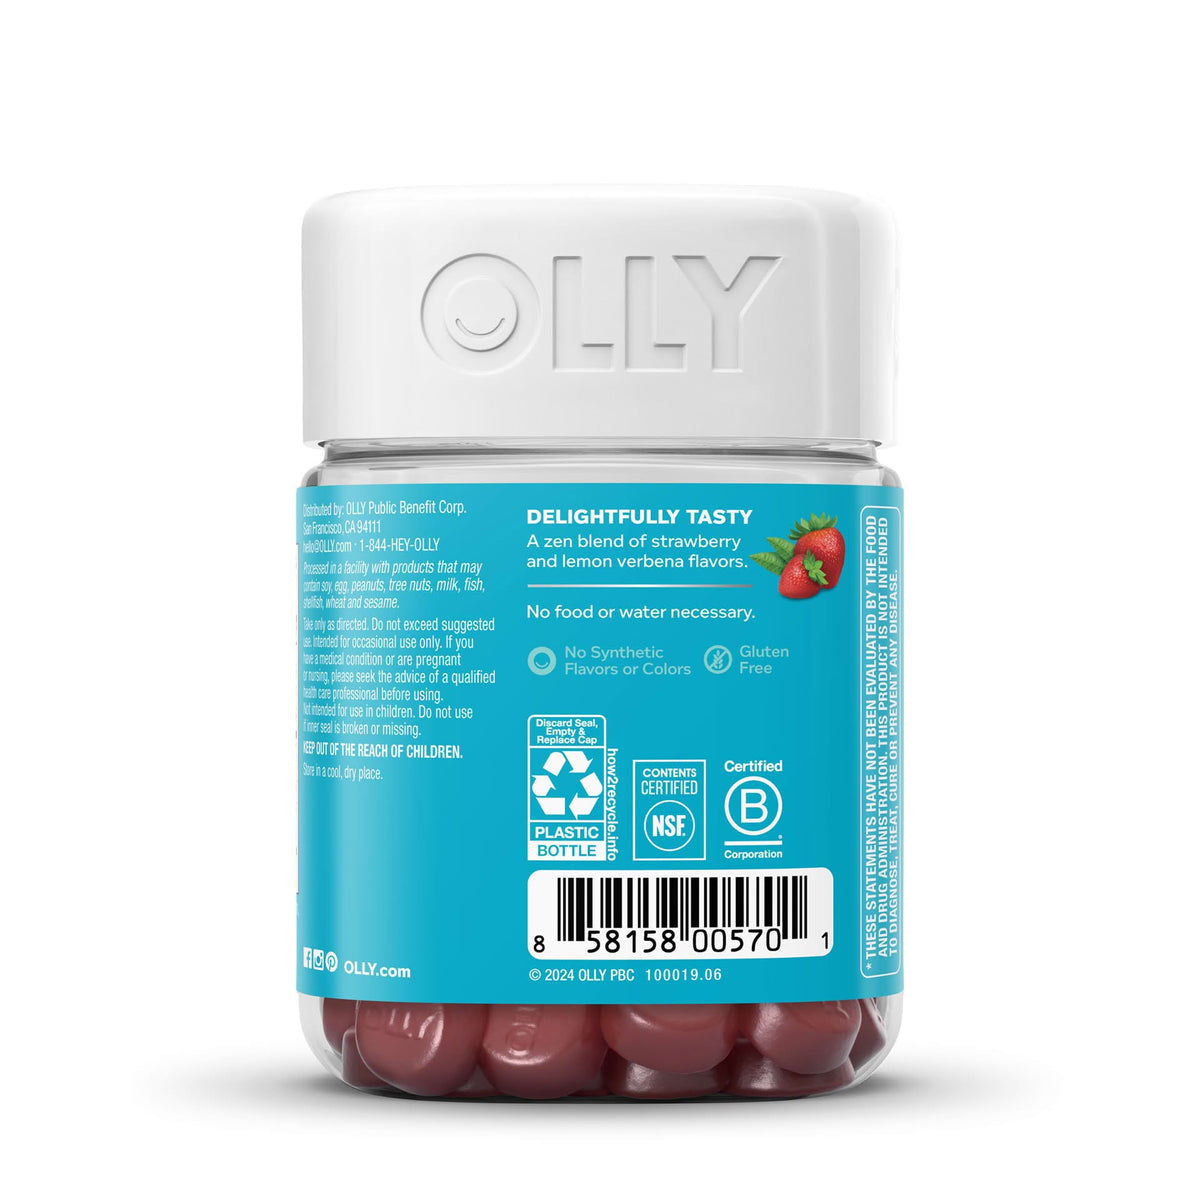 OLLY
Distributed by: OLLY Public Benefit Corp.
San Francisco, CA 94111
hello@OLLY.com · 1-844-HEY-OLLY
Processed in a facility with products that may
contain soy, egg, peanuts, tree nuts, milk, fish,
shellfish, wheat and sesame.
Take only as directed. Do not exceed suggested
use. Intended for occasional use only. If you
have a medical condition or are pregnant
or nursing, please seek the advice of a qualified
health care professional before using.
Not intended for use in children. Do not use
if inner seal is broken or missing.
KEEP OUT OF THE REACH OF CHILDREN.
Store in a cool, dry place.
OLLY.com
DELIGHTFULLY TASTY
A zen blend of strawberry
and lemon verbena flavors.
No food or water necessary.
No Synthetic
Flavors or Colors
Gluten
Free
Discard Seal,
Empty &
Replace Cap
PLASTIC
BOTTLE
how2recycle.info
CONTENTS
CERTIFIED
NSF.
Certified
B
®
Corporation
8 58158 00570 1
© 2024 OLLY PBC 100019.06
* THESE STATEMENTS HAVE NOT BEEN EVALUATED BY THE FOOD
AND DRUG ADMINISTRATION. THIS PRODUCT IS NOT INTENDED
TO DIAGNOSE, TREAT, CURE OR PREVENT ANY DISEASE.
OLLY
OLLY